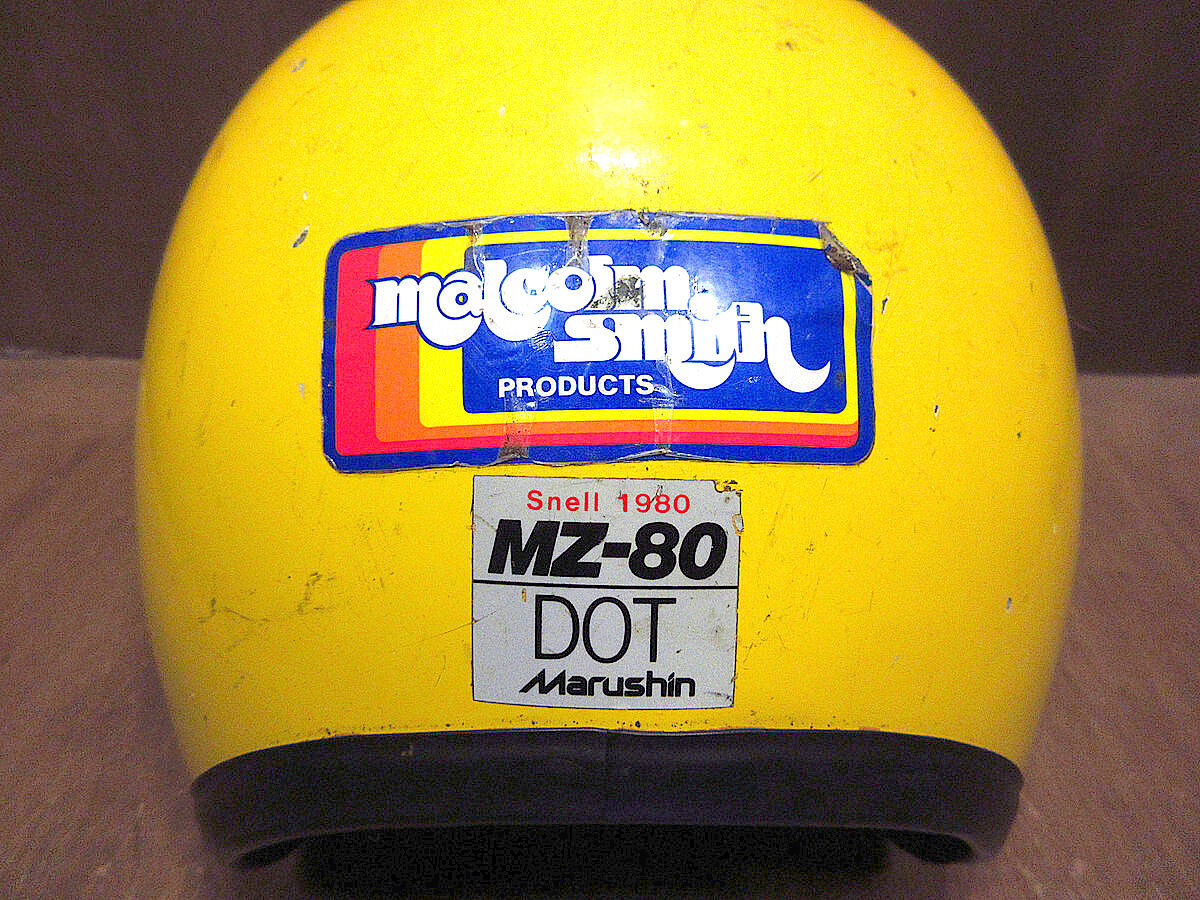 malcolm
smith
PRODUCTS
Snell 1980
MZ-80
DOT
Marushin